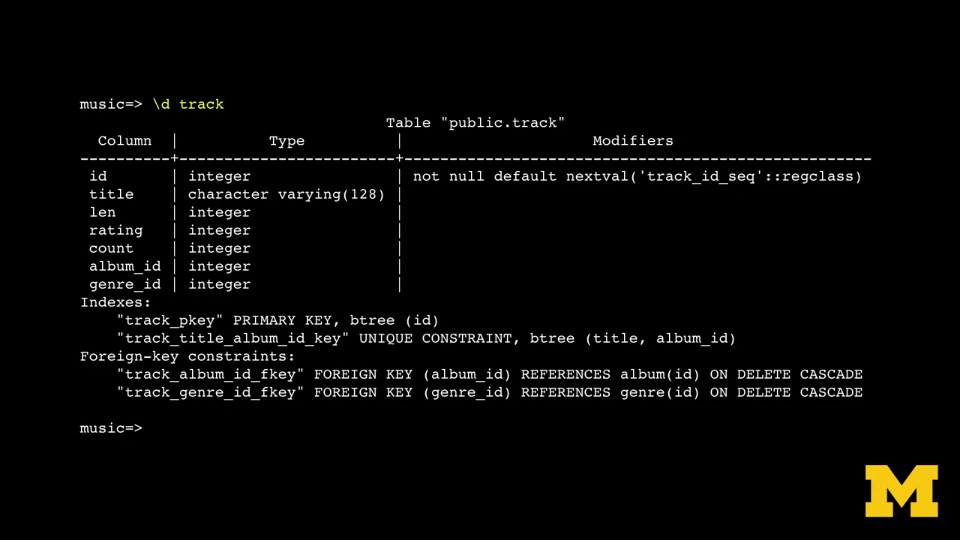 music=> \d track
Table "public.track"
Column | Type | Modifiers
----------+------------------------+----------------------------------------------------
id | integer | not null default nextval('track_id_seq'::regclass)
title | character varying(128) |
len | integer |
rating | integer |
count | integer |
album_id | integer |
genre_id | integer |
Indexes:
"track_pkey" PRIMARY KEY, btree (id)
"track_title_album_id_key" UNIQUE CONSTRAINT, btree (title, album_id)
Foreign-key constraints:
"track_album_id_fkey" FOREIGN KEY (album_id) REFERENCES album(id) ON DELETE CASCADE
"track_genre_id_fkey" FOREIGN KEY (genre_id) REFERENCES genre(id) ON DELETE CASCADE
music=>
M